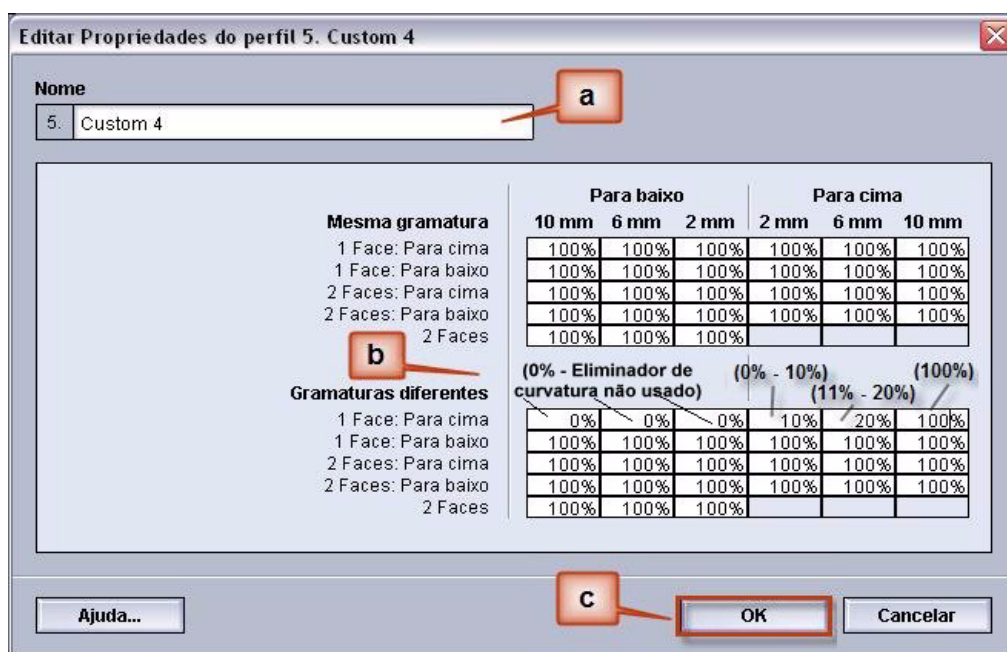 Editar Propriedades do perfil 5. Custom 4
Nome
a
5. Custom 4
Para baixo Para cima
Mesma gramatura 10 mm 6 mm 2 mm 2 mm 6 mm 10 mm
1 Face: Para cima 100% 100% 100% 100% 100% 100%
1 Face: Para baixo 100% 100% 100% 100% 100% 100%
2 Faces: Para cima 100% 100% 100% 100% 100% 100%
2 Faces: Para baixo 100% 100% 100% 100% 100% 100%
2 Faces 100% 100% 100%
b
(0% - Eliminador de (0% - 10%) (100%)
curvatura não usado) (11% - 20%)
Gramaturas diferentes
1 Face: Para cima 0% 0% 0% 10% 20% 100%
1 Face: Para baixo 100% 100% 100% 100% 100% 100%
2 Faces: Para cima 100% 100% 100% 100% 100% 100%
2 Faces: Para baixo 100% 100% 100% 100% 100% 100%
2 Faces 100% 100% 100%
c
Ajuda... OK Cancelar